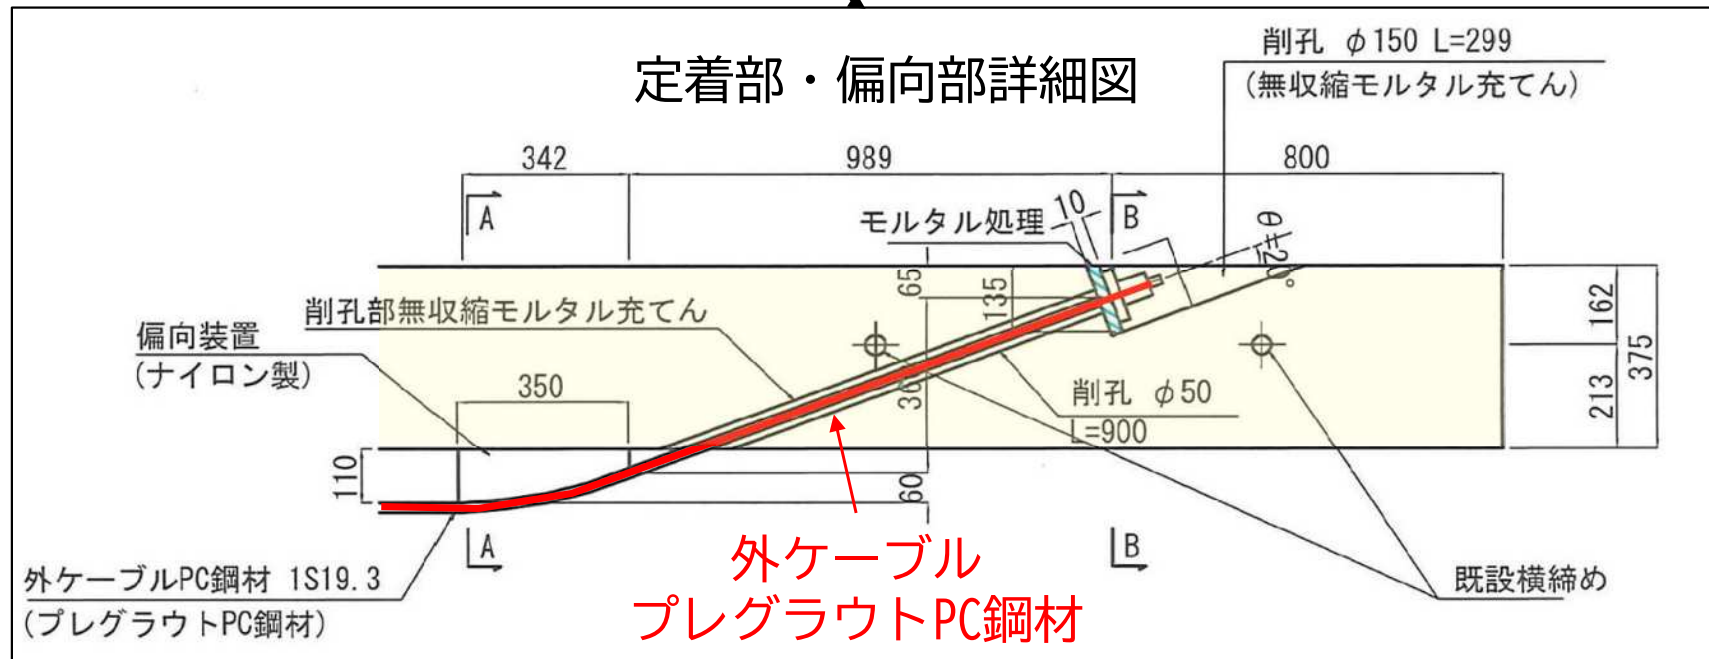 定着部・偏向部詳細図
削孔 φ150 L=299
(無収縮モルタル充てん)
342
989
800
A
モルタル処理
10
B
θ=20°
65
135
162
375
213
削孔部無収縮モルタル充てん
偏向装置
(ナイロン製)
350
削孔 φ50
L=900
110
60
A
B
外ケーブル
プレグラウトPC鋼材
外ケーブルPC鋼材 1S19.3
(プレグラウトPC鋼材)
既設横締め